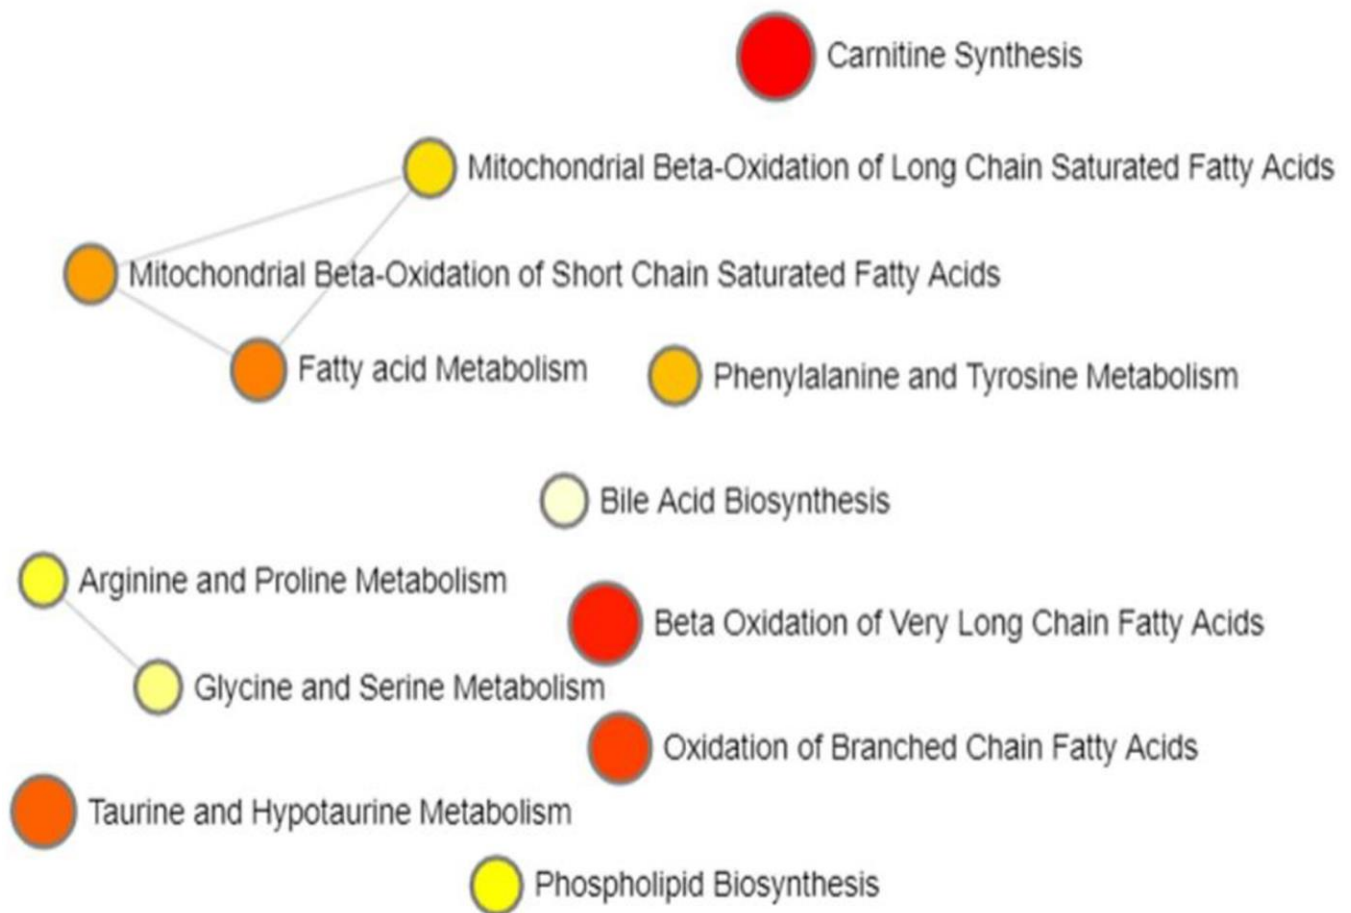 Carnitine Synthesis
Mitochondrial Beta-Oxidation of Long Chain Saturated Fatty Acids
Mitochondrial Beta-Oxidation of Short Chain Saturated Fatty Acids
Fatty acid Metabolism
Phenylalanine and Tyrosine Metabolism
Bile Acid Biosynthesis
Arginine and Proline Metabolism
Beta Oxidation of Very Long Chain Fatty Acids
Glycine and Serine Metabolism
Oxidation of Branched Chain Fatty Acids
Taurine and Hypotaurine Metabolism
Phospholipid Biosynthesis